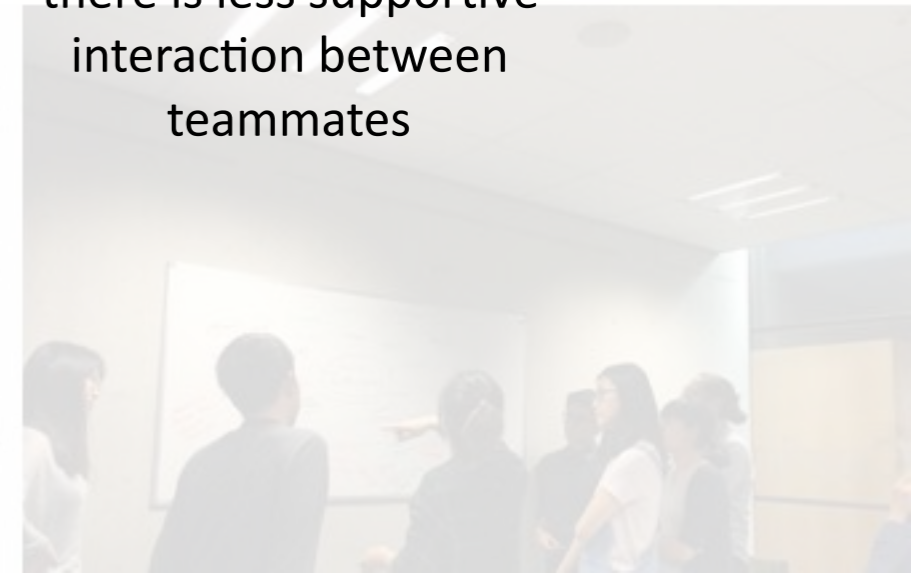 there is less supportive
interaction between
teammates